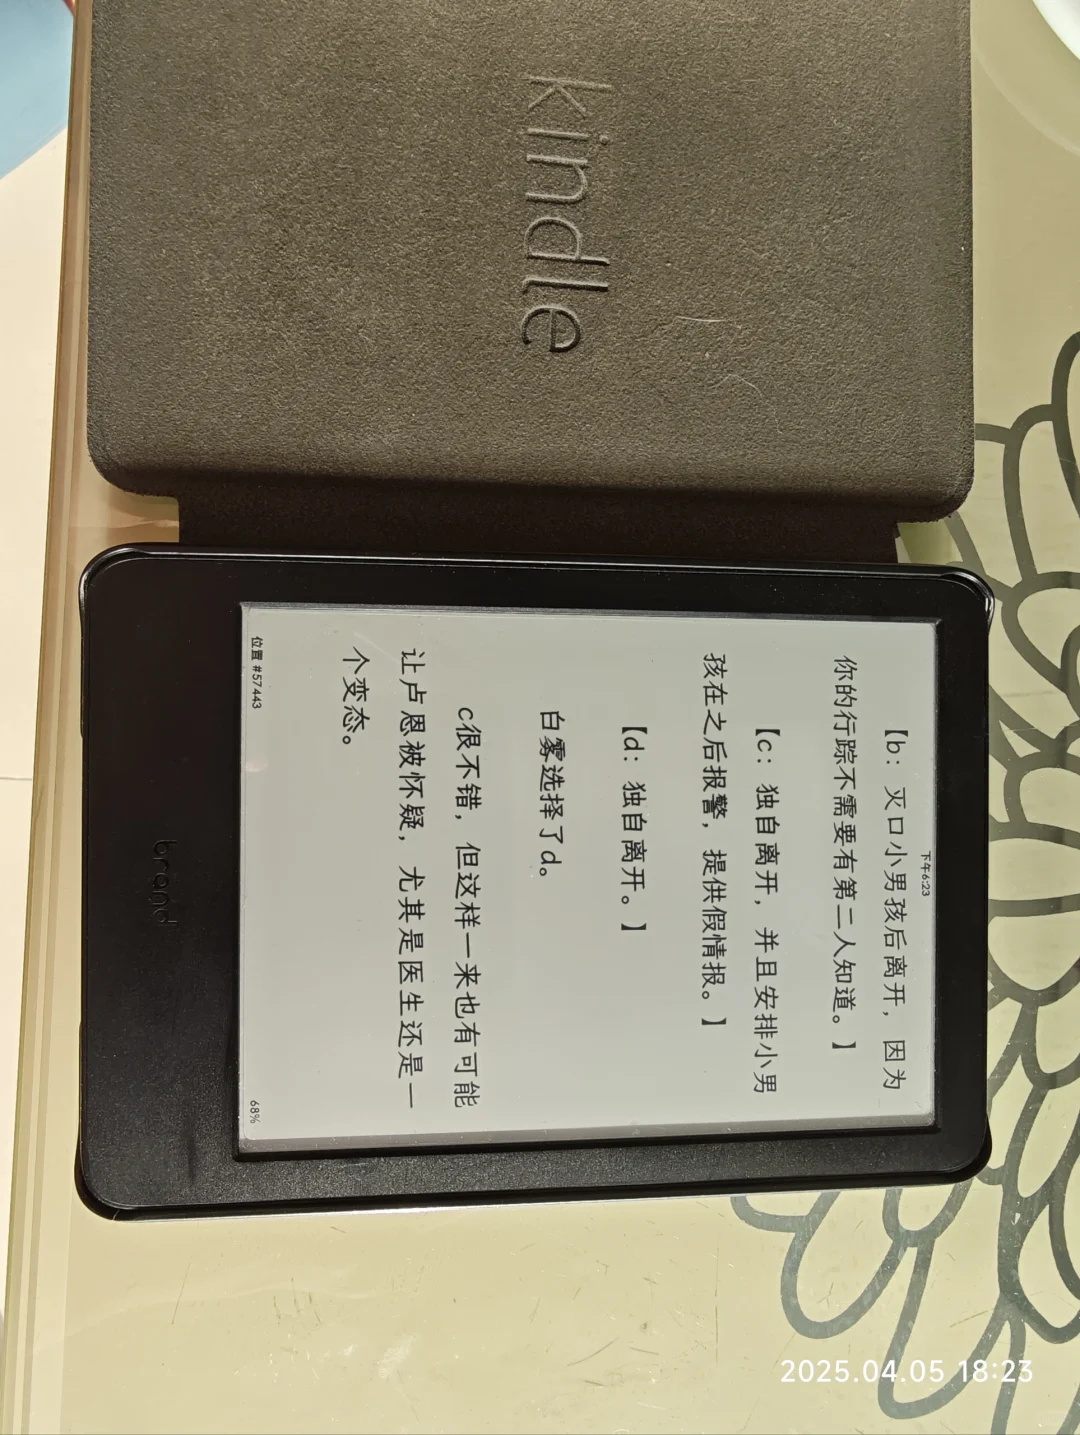 kindle
下午6:23
【b：灭口小男孩后离开，因为
你的行踪不需要有第二人知道。】
【c：独自离开，并且安排小男
孩在之后报警，提供假情报。】
【d：独自离开。】
白雾选择了d。
c很不错，但这样一来也有可能
让卢恩被怀疑，尤其是医生还是一
个变态。
位置 #57443
68%
brand
2025.04.05 18:23